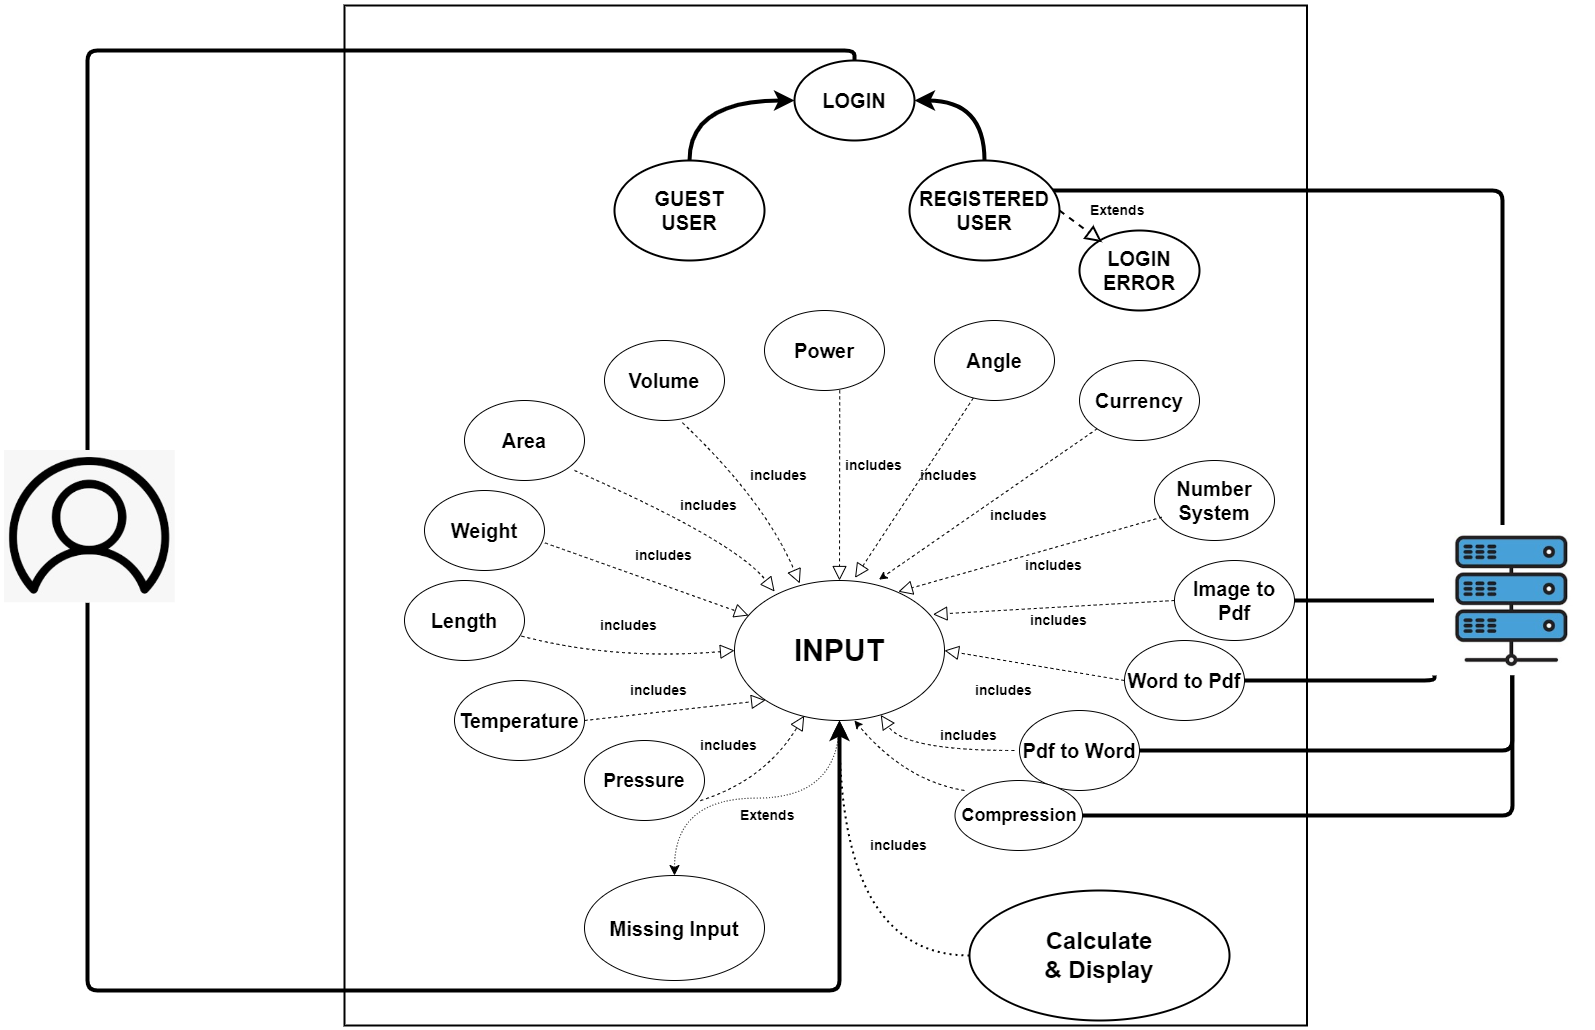 LOGIN
GUEST
USER
REGISTERED
USER
Extends
LOGIN
ERROR
Power
Angle
Volume
Currency
Area
includes
includes
includes
Number
System
Weight
includes
includes
includes
includes
Image to
Pdf
Length
includes
includes
INPUT
Word to Pdf
includes
includes
Temperature
includes
includes
Pdf to Word
Pressure
Extends
Compression
includes
Missing Input
Calculate
& Display